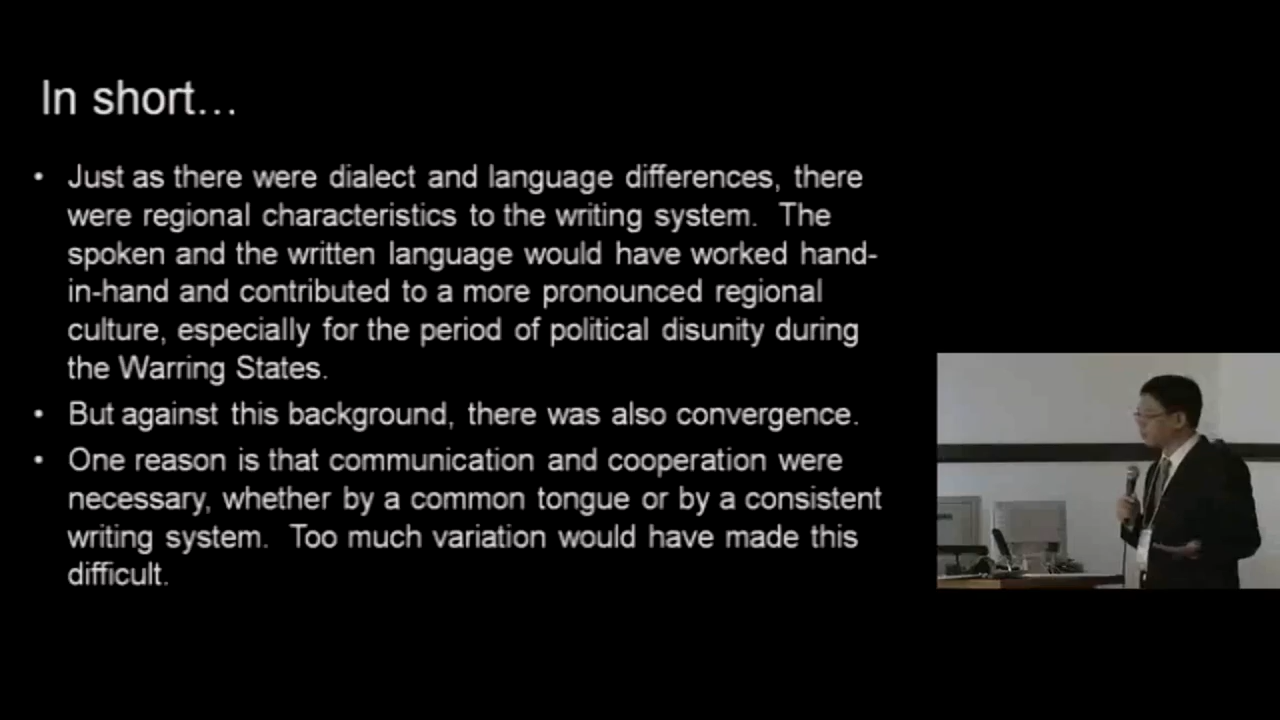 In short…
• Just as there were dialect and language differences, there
were regional characteristics to the writing system.  The
spoken and the written language would have worked hand-
in-hand and contributed to a more pronounced regional
culture, especially for the period of political disunity during
the Warring States.
• But against this background, there was also convergence.
• One reason is that communication and cooperation were
necessary, whether by a common tongue or by a consistent
writing system.  Too much variation would have made this
difficult.